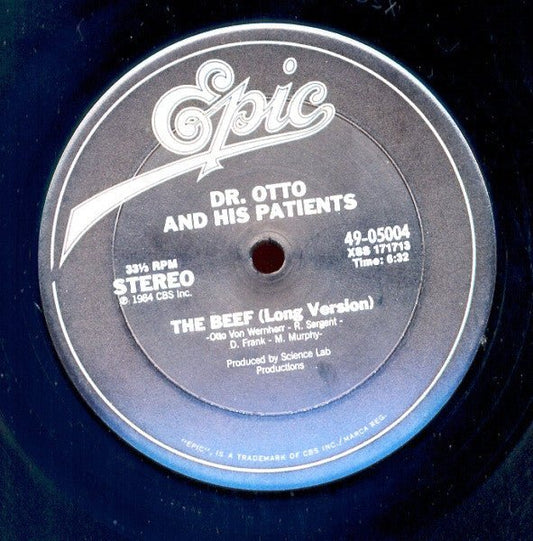 Epic
DR. OTTO
AND HIS PATIENTS
33⅓ RPM
STEREO
℗ 1984 CBS Inc.
49-05004
XSS 171713
Time: 6:32
THE BEEF (Long Version)
-Otto Von Wernherr - R. Sargent -
D. Frank - M. Murphy-
Produced by Science Lab
Productions
"EPIC", IS A TRADEMARK OF CBS INC./MARCA REG.